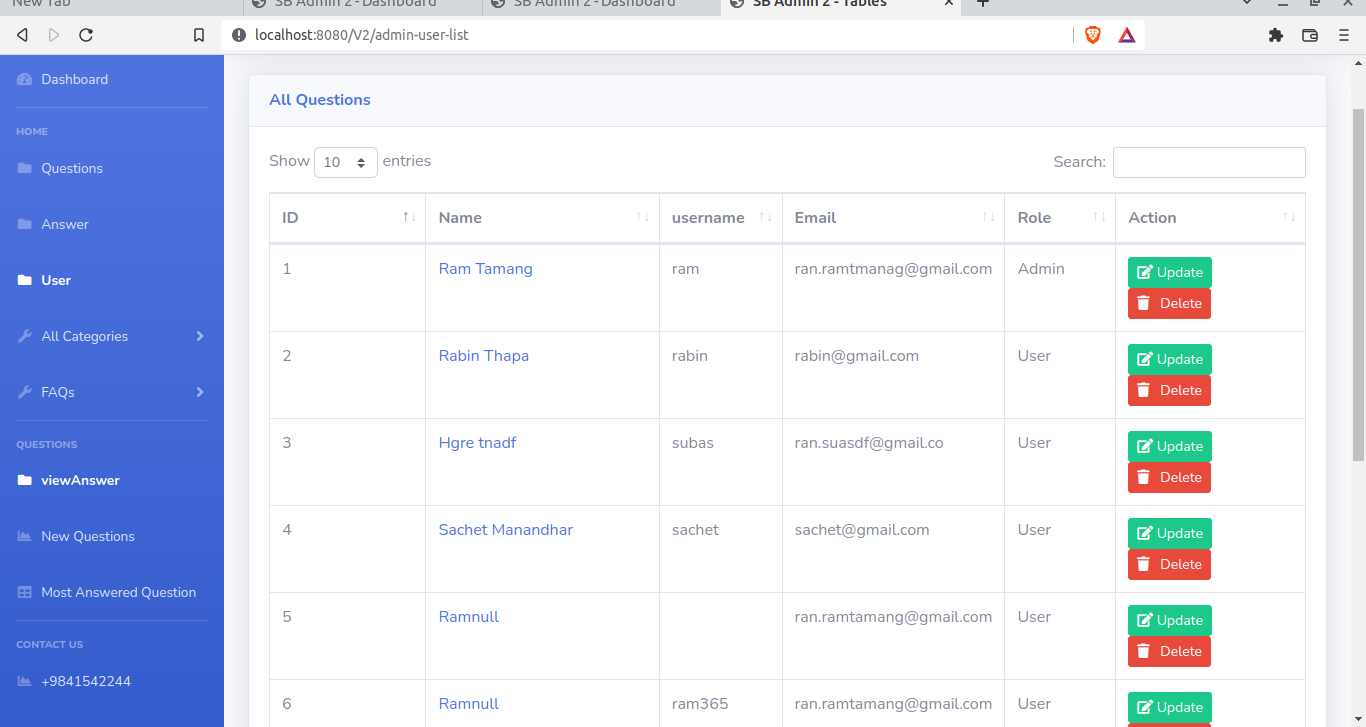 New Tab
SB Admin 2 - Dashboard
SB Admin 2 - Dashboard
SB Admin 2 - Tables
localhost:8080/V2/admin-user-list
Dashboard
HOME
Questions
Answer
User
All Categories
FAQs
QUESTIONS
viewAnswer
New Questions
Most Answered Question
CONTACT US
+9841542244
All Questions
Show 10 entries
Search:
ID Name username Email Role Action
1 Ram Tamang ram ran.ramtmanag@gmail.com Admin Update
Delete
2 Rabin Thapa rabin rabin@gmail.com User Update
Delete
3 Hgre tnadf subas ran.suasdf@gmail.co User Update
Delete
4 Sachet Manandhar sachet sachet@gmail.com User Update
Delete
5 Ramnull ran.ramtamang@gmail.com User Update
Delete
6 Ramnull ram365 ran.ramtamang@gmail.com User Update